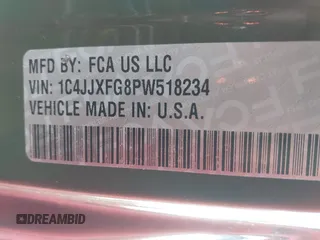 MFD BY: FCA US LLC
VIN: 1C4JJXFG8PW518234
VEHICLE MADE IN U.S.A.
DREAMBID